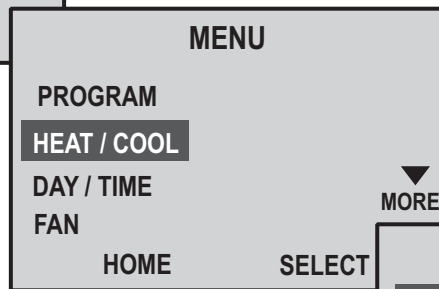 MENU
PROGRAM
HEAT / COOL
DAY / TIME
MORE
FAN
HOME SELECT